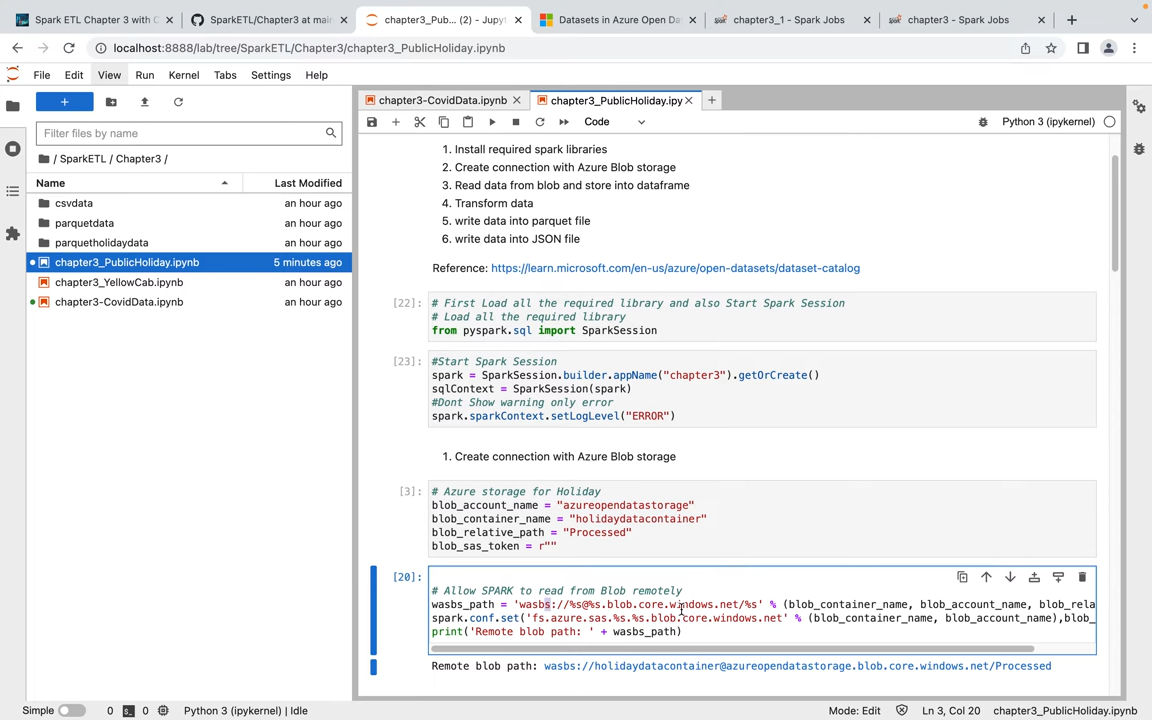 Spark ETL Chapter 3 with C
SparkETL/Chapter3 at mai
chapter3_Pub... (2) - Jupyt
Datasets in Azure Open Da
chapter3_1 - Spark Jobs
chapter3 - Spark Jobs
localhost:8888/lab/tree/SparkETL/Chapter3/chapter3_PublicHoliday.ipynb
File Edit View Run Kernel Tabs Settings Help
chapter3-CovidData.ipynb
chapter3_PublicHoliday.ipy
Code
Python 3 (ipykernel)
Filter files by name
/ SparkETL / Chapter3 /
Name Last Modified
csvdata an hour ago
parquetdata an hour ago
parquetholidaydata an hour ago
chapter3_PublicHoliday.ipynb 5 minutes ago
chapter3_YellowCab.ipynb an hour ago
chapter3-CovidData.ipynb an hour ago
1. Install required spark libraries
2. Create connection with Azure Blob storage
3. Read data from blob and store into dataframe
4. Transform data
5. write data into parquet file
6. write data into JSON file
Reference: https://learn.microsoft.com/en-us/azure/open-datasets/dataset-catalog
[22]:
# First Load all the required library and also Start Spark Session
# Load all the required library
from pyspark.sql import SparkSession
[23]:
#Start Spark Session
spark = SparkSession.builder.appName("chapter3").getOrCreate()
sqlContext = SparkSession(spark)
#Dont Show warning only error
spark.sparkContext.setLogLevel("ERROR")
1. Create connection with Azure Blob storage
[3]:
# Azure storage for Holiday
blob_account_name = "azureopendatastorage"
blob_container_name = "holidaydatacontainer"
blob_relative_path = "Processed"
blob_sas_token = r""
[20]:
# Allow SPARK to read from Blob remotely
wasbs_path = 'wasbs://%s@%s.blob.core.windows.net/%s' % (blob_container_name, blob_account_name, blob_rela
spark.conf.set('fs.azure.sas.%s.%s.blob.core.windows.net' % (blob_container_name, blob_account_name),blob_
print('Remote blob path: ' + wasbs_path)
Remote blob path: wasbs://holidaydatacontainer@azureopendatastorage.blob.core.windows.net/Processed
Simple 0 0 Python 3 (ipykernel) | Idle
Mode: Edit Ln 3, Col 20 chapter3_PublicHoliday.ipynb